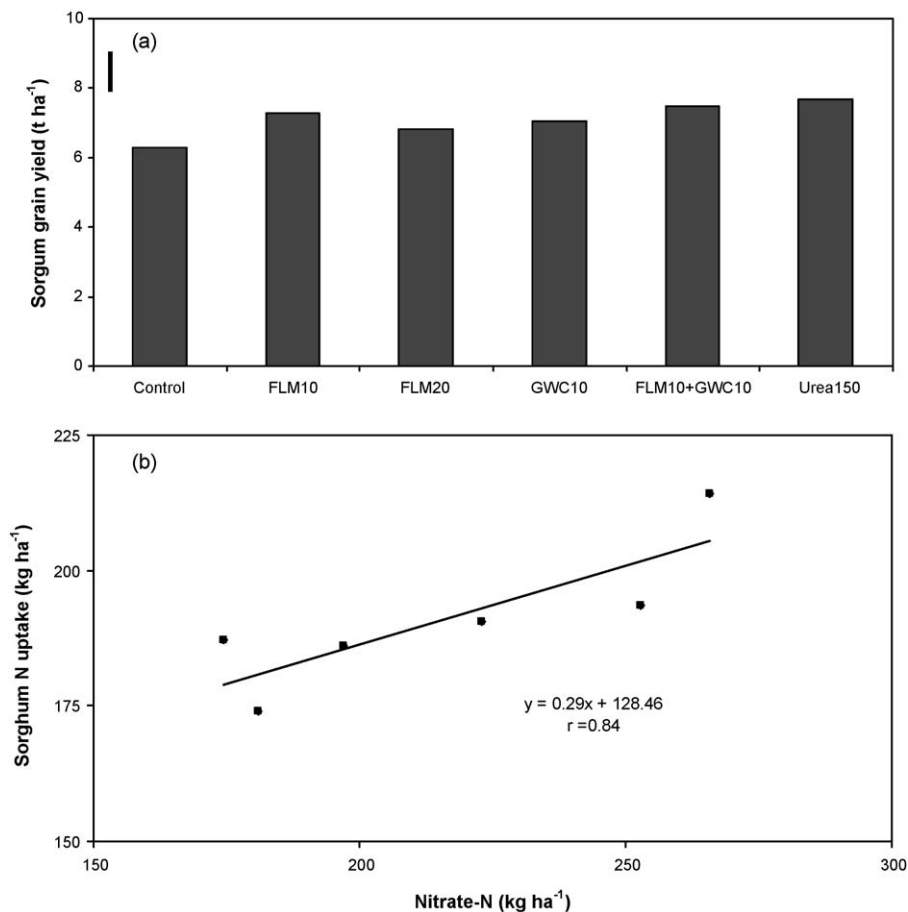 (a)
Sorgum grain yield (t ha⁻¹)
10
8
6
4
2
0
Control FLM10 FLM20 GWC10 FLM10+GWC10 Urea150
(b)
Sorghum N uptake (kg ha⁻¹)
225
200
175
150
y = 0.29x + 128.46
r =0.84
150 200 250 300
Nitrate-N (kg ha⁻¹)